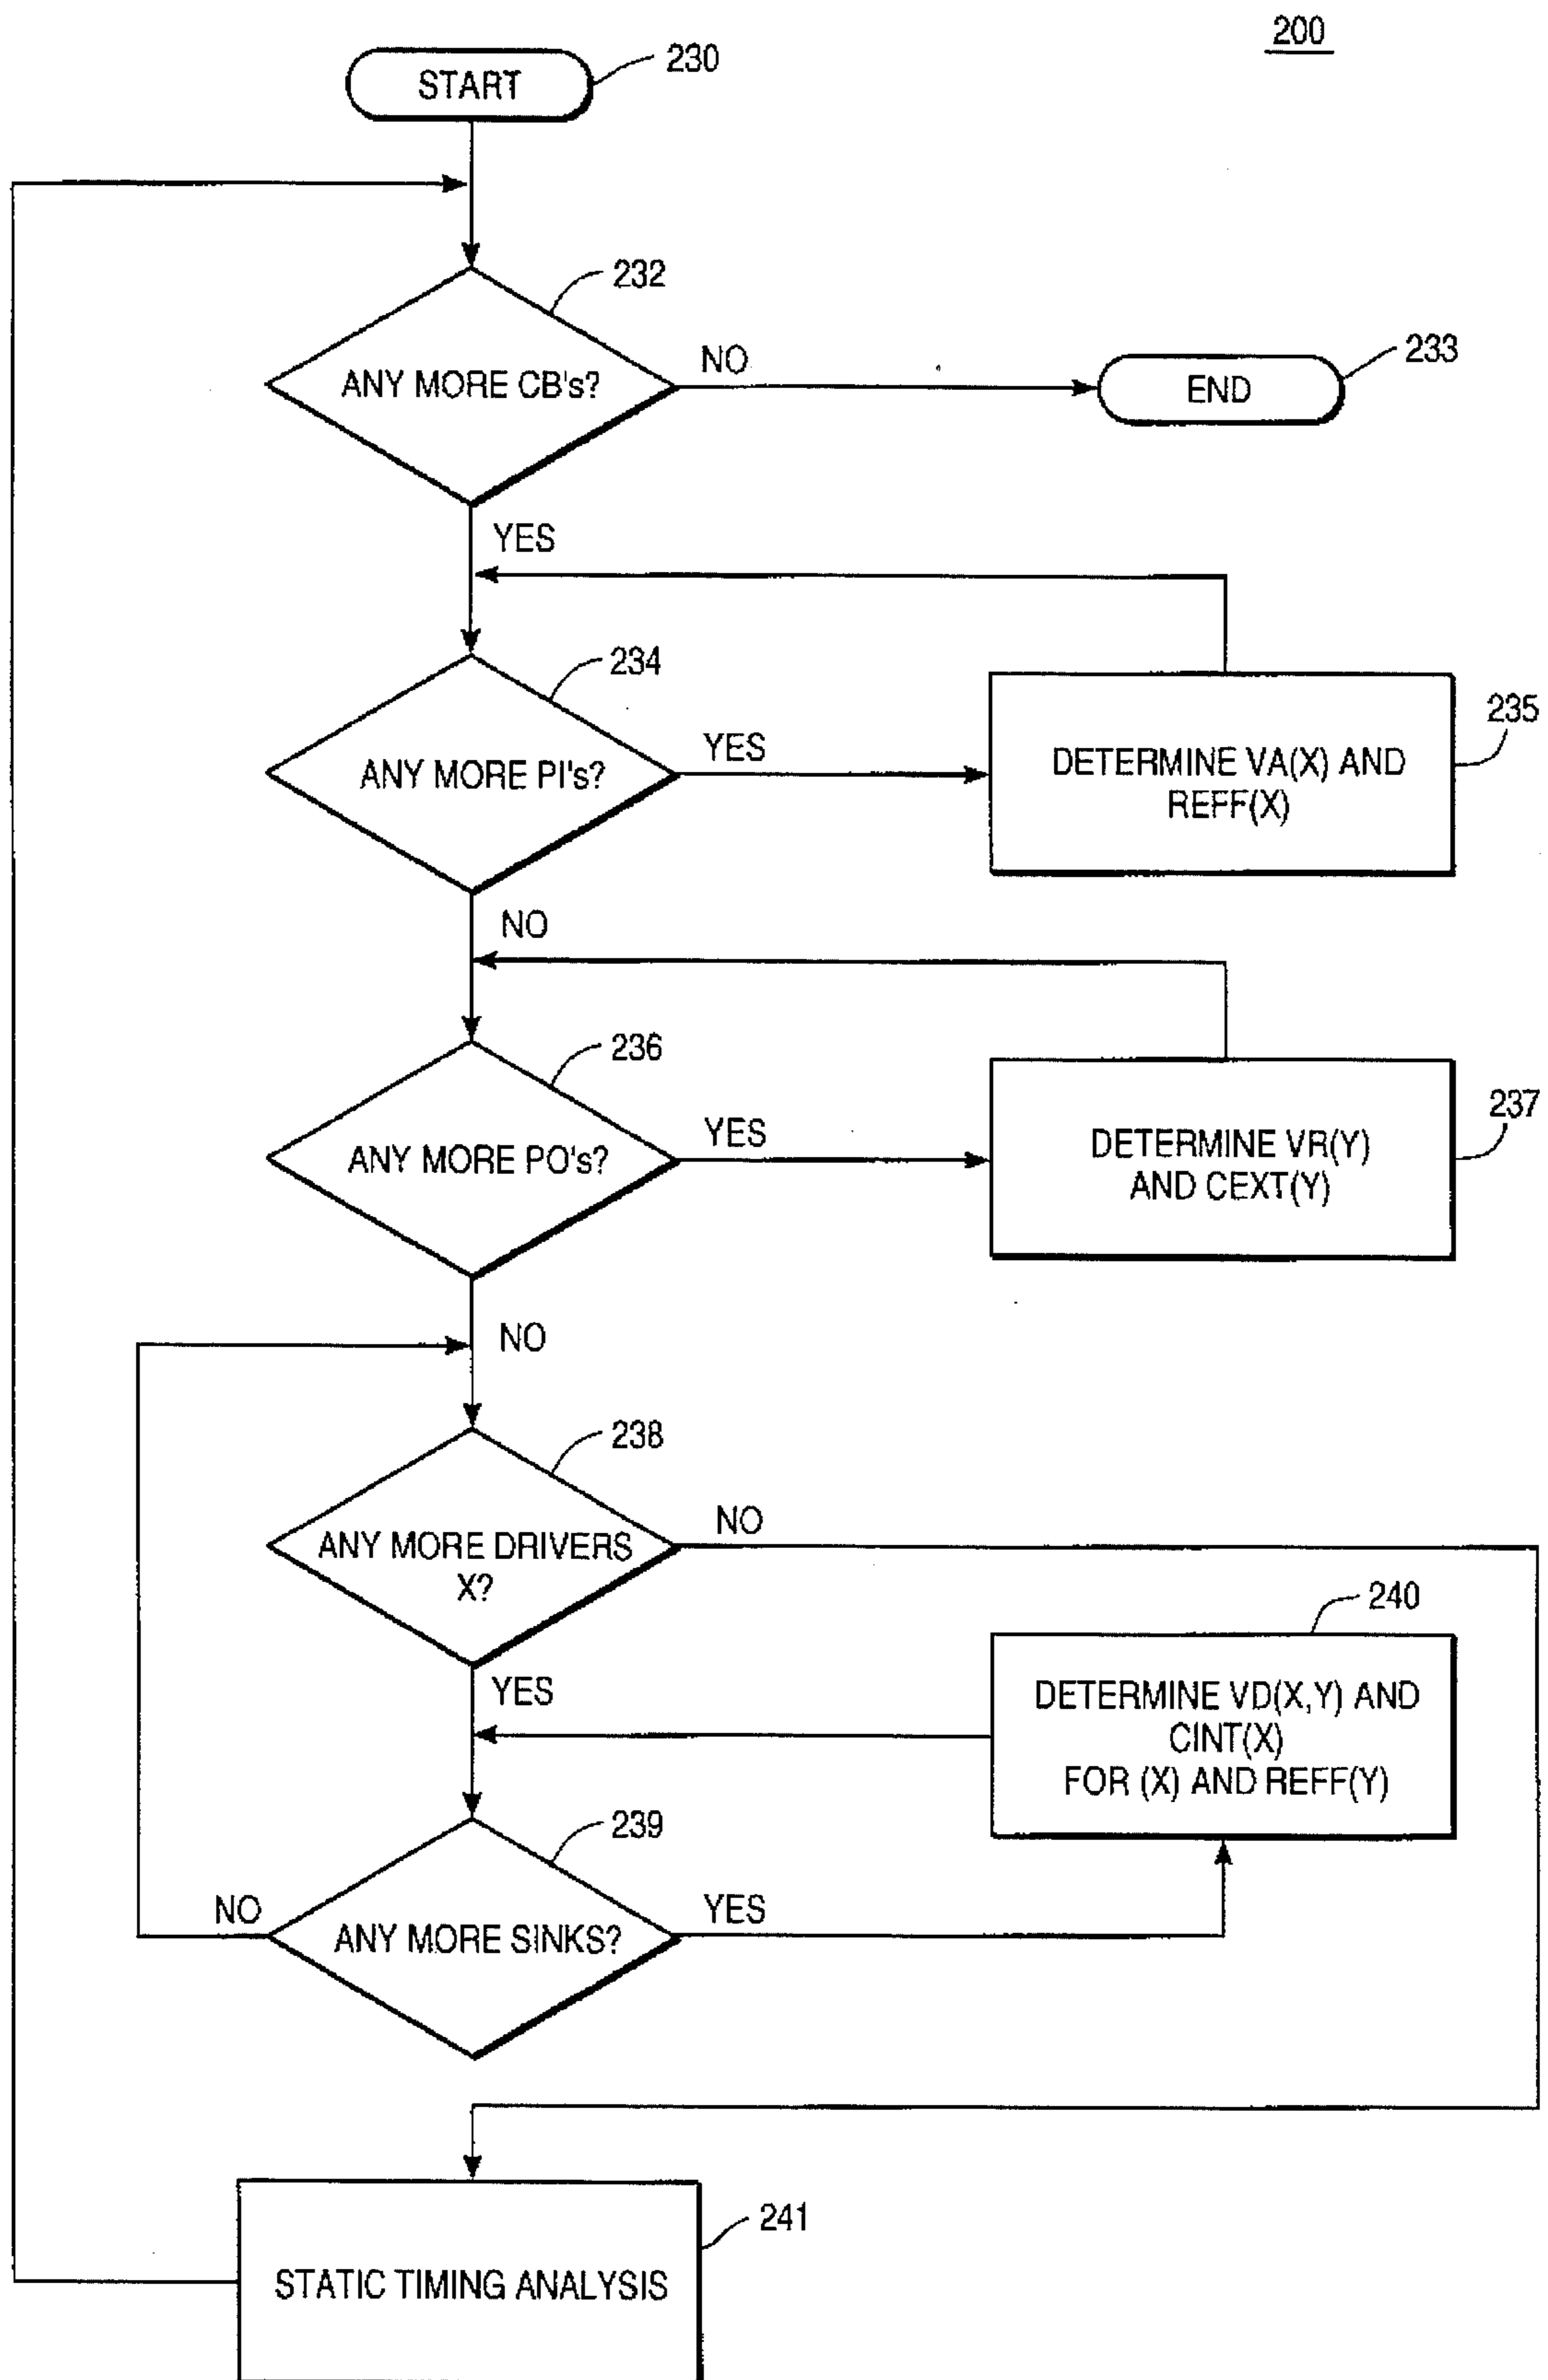 200
START
230
232
ANY MORE CB's?
NO
END
233
YES
234
ANY MORE PI's?
YES
DETERMINE VA(X) AND
REFF(X)
235
NO
236
ANY MORE PO's?
YES
DETERMINE VR(Y)
AND CEXT(Y)
237
NO
238
ANY MORE DRIVERS
X?
NO
240
DETERMINE VD(X,Y) AND
CINT(X)
FOR (X) AND REFF(Y)
YES
239
ANY MORE SINKS?
NO
YES
241
STATIC TIMING ANALYSIS